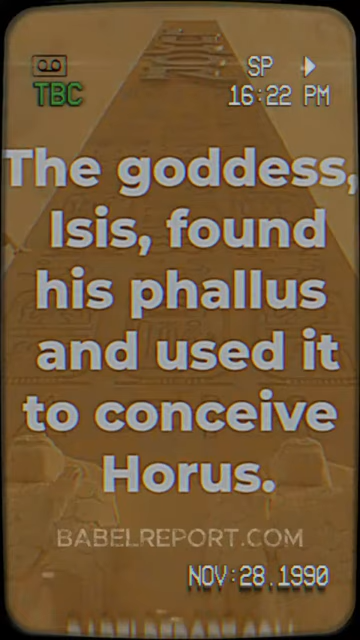 SP
TBC
16:22 PM
The goddess,
Isis, found
his phallus
and used it
to conceive
Horus.
BABELREPORT.COM
NOV:28.1990